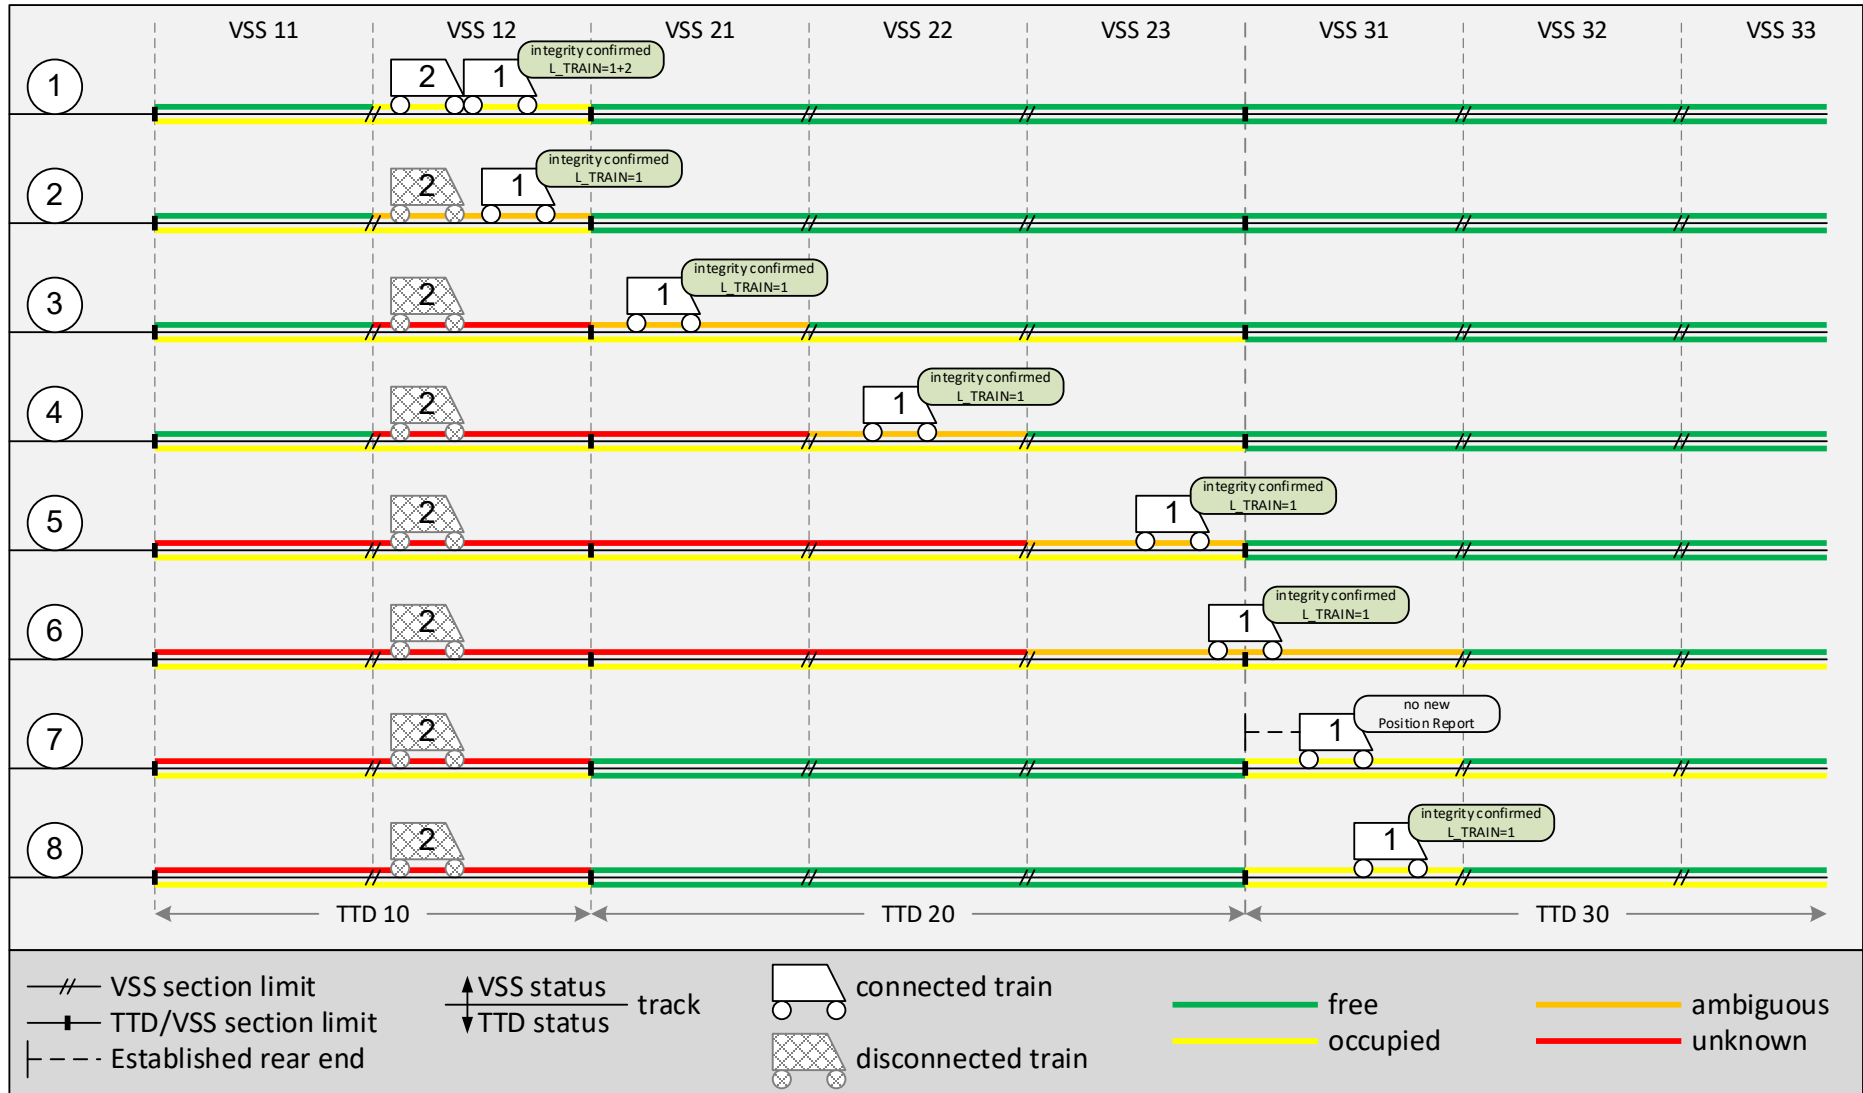 VSS 11 VSS 12 VSS 21 VSS 22 VSS 23 VSS 31 VSS 32 VSS 33
1
2 1
integrity confirmed
L_TRAIN=1+2
2
2 1
integrity confirmed
L_TRAIN=1
3
2 1
integrity confirmed
L_TRAIN=1
4
2 1
integrity confirmed
L_TRAIN=1
5
2 1
integrity confirmed
L_TRAIN=1
6
2 1
integrity confirmed
L_TRAIN=1
7
2 1
no new
Position Report
8
2 1
integrity confirmed
L_TRAIN=1
TTD 10 TTD 20 TTD 30
VSS section limit
TTD/VSS section limit
Established rear end
VSS status
TTD status
track
connected train
disconnected train
free
occupied
ambiguous
unknown